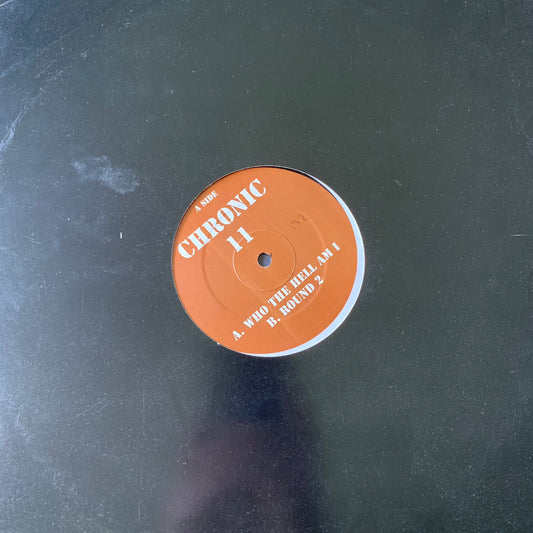 A SIDE
CHRONIC
11
A. WHO THE HELL AM I
B. ROUND 2